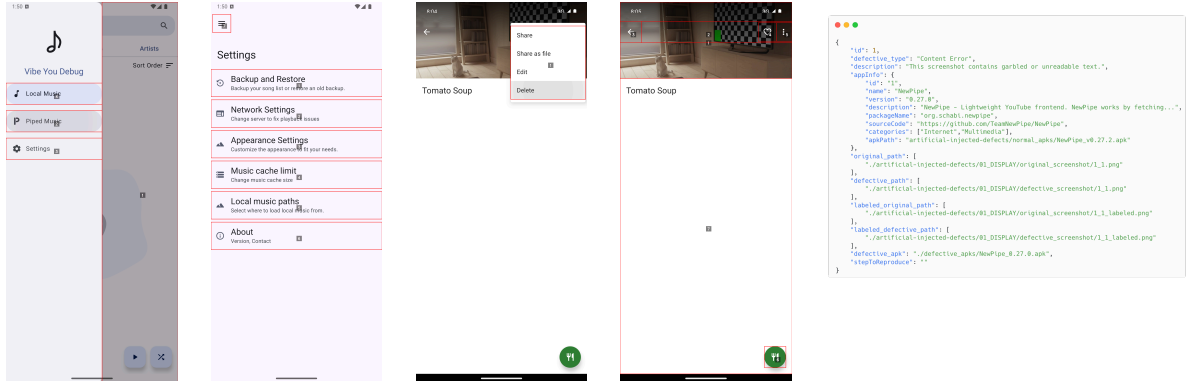 1:50
Artists
Sort Order
Vibe You Debug
Local Music
Piped Music
Settings
1:50
Settings
Backup and Restore
Backup your song list or restore an old backup.
Network Settings
Change server to fix playback issues
Appearance Settings
Customize the appearance to fit your needs.
Music cache limit
Change music cache size
Local music paths
Select where to load local music from.
About
Version, Contact
8:04
Share
Share as file
Edit
Delete
Tomato Soup
8:05
Tomato Soup
{
"id": 1,
"defective_type": "Content Error",
"description": "This screenshot contains garbled or unreadable text.",
"appInfo": {
"id": "1",
"name": "NewPipe",
"version": "0.27.0",
"description": "NewPipe – Lightweight YouTube frontend. NewPipe works by fetching...",
"packageName": "org.schabi.newpipe",
"sourceCode": "https://github.com/TeamNewPipe/NewPipe",
"categories": ["Internet","Multimedia"],
"apkPath": "artificial-injected-defects/normal_apks/NewPipe_v0.27.2.apk"
},
"original_path": [
"./artificial-injected-defects/01_DISPLAY/original_screenshot/1_1.png"
],
"defective_path": [
"./artificial-injected-defects/01_DISPLAY/defective_screenshot/1_1.png"
],
"labeled_original_path": [
"./artificial-injected-defects/01_DISPLAY/original_screenshot/1_1_labeled.png"
],
"labeled_defective_path": [
"./artificial-injected-defects/01_DISPLAY/defective_screenshot/1_1_labeled.png"
],
"defective_apk": "./defective_apks/NewPipe_0.27.0.apk",
"stepToReproduce": ""
}